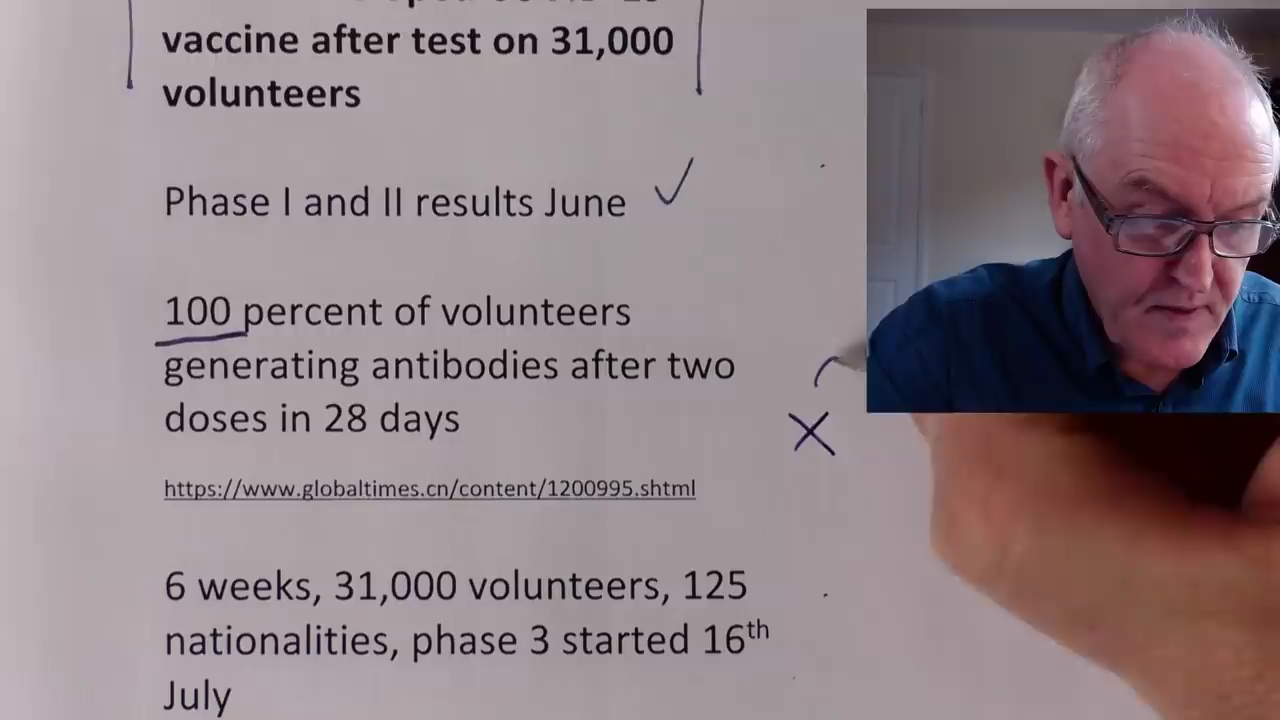 vaccine after test on 31,000
volunteers
Phase I and II results June
100 percent of volunteers
generating antibodies after two
doses in 28 days
https://www.globaltimes.cn/content/1200995.shtml
6 weeks, 31,000 volunteers, 125
nationalities, phase 3 started 16th
July